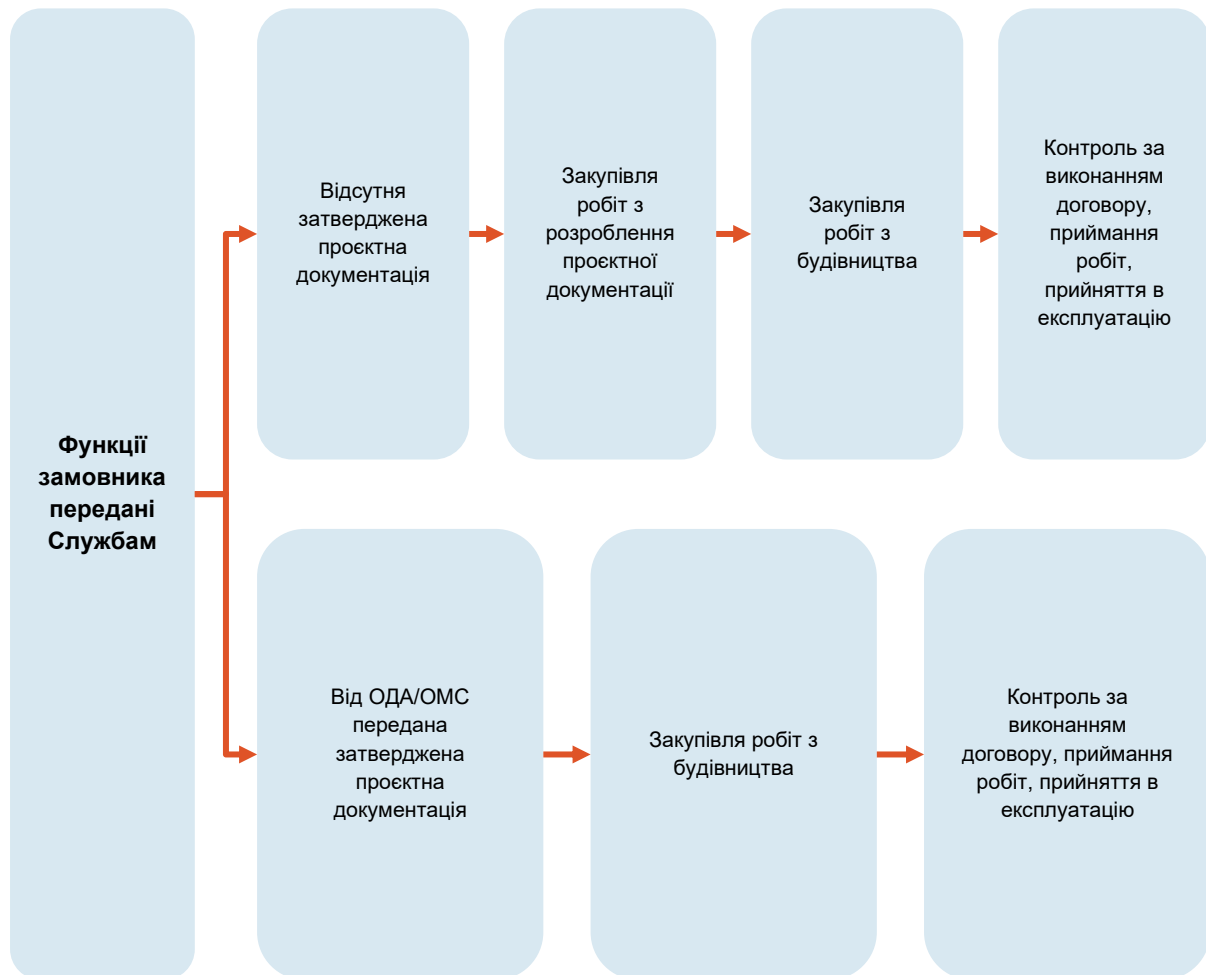 Функції
замовника
передані
Службам
Відсутня
затверджена
проєктна
документація
Закупівля
робіт з
розроблення
проєктної
документації
Закупівля
робіт з
будівництва
Контроль за
виконанням
договору,
приймання
робіт,
прийняття в
експлуатацію
Від ОДА/ОМС
передана
затверджена
проєктна
документація
Закупівля робіт з
будівництва
Контроль за
виконанням
договору, приймання
робіт, прийняття в
експлуатацію